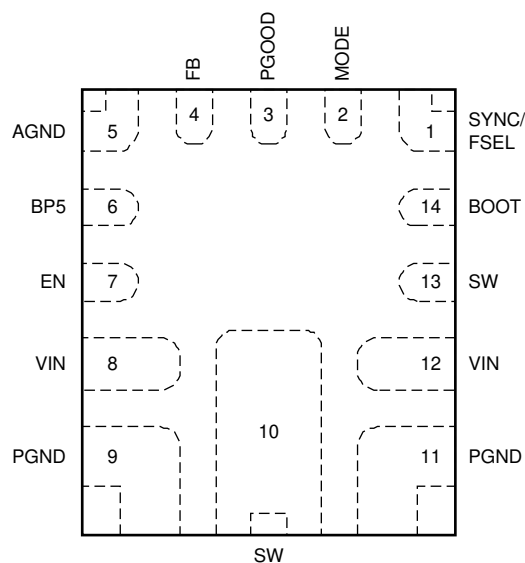 FB
PGOOD
MODE
AGND
5
4
3
2
1
SYNC/
FSEL
BP5
6
14
BOOT
EN
7
13
SW
VIN
8
12
VIN
10
PGND
9
11
PGND
SW